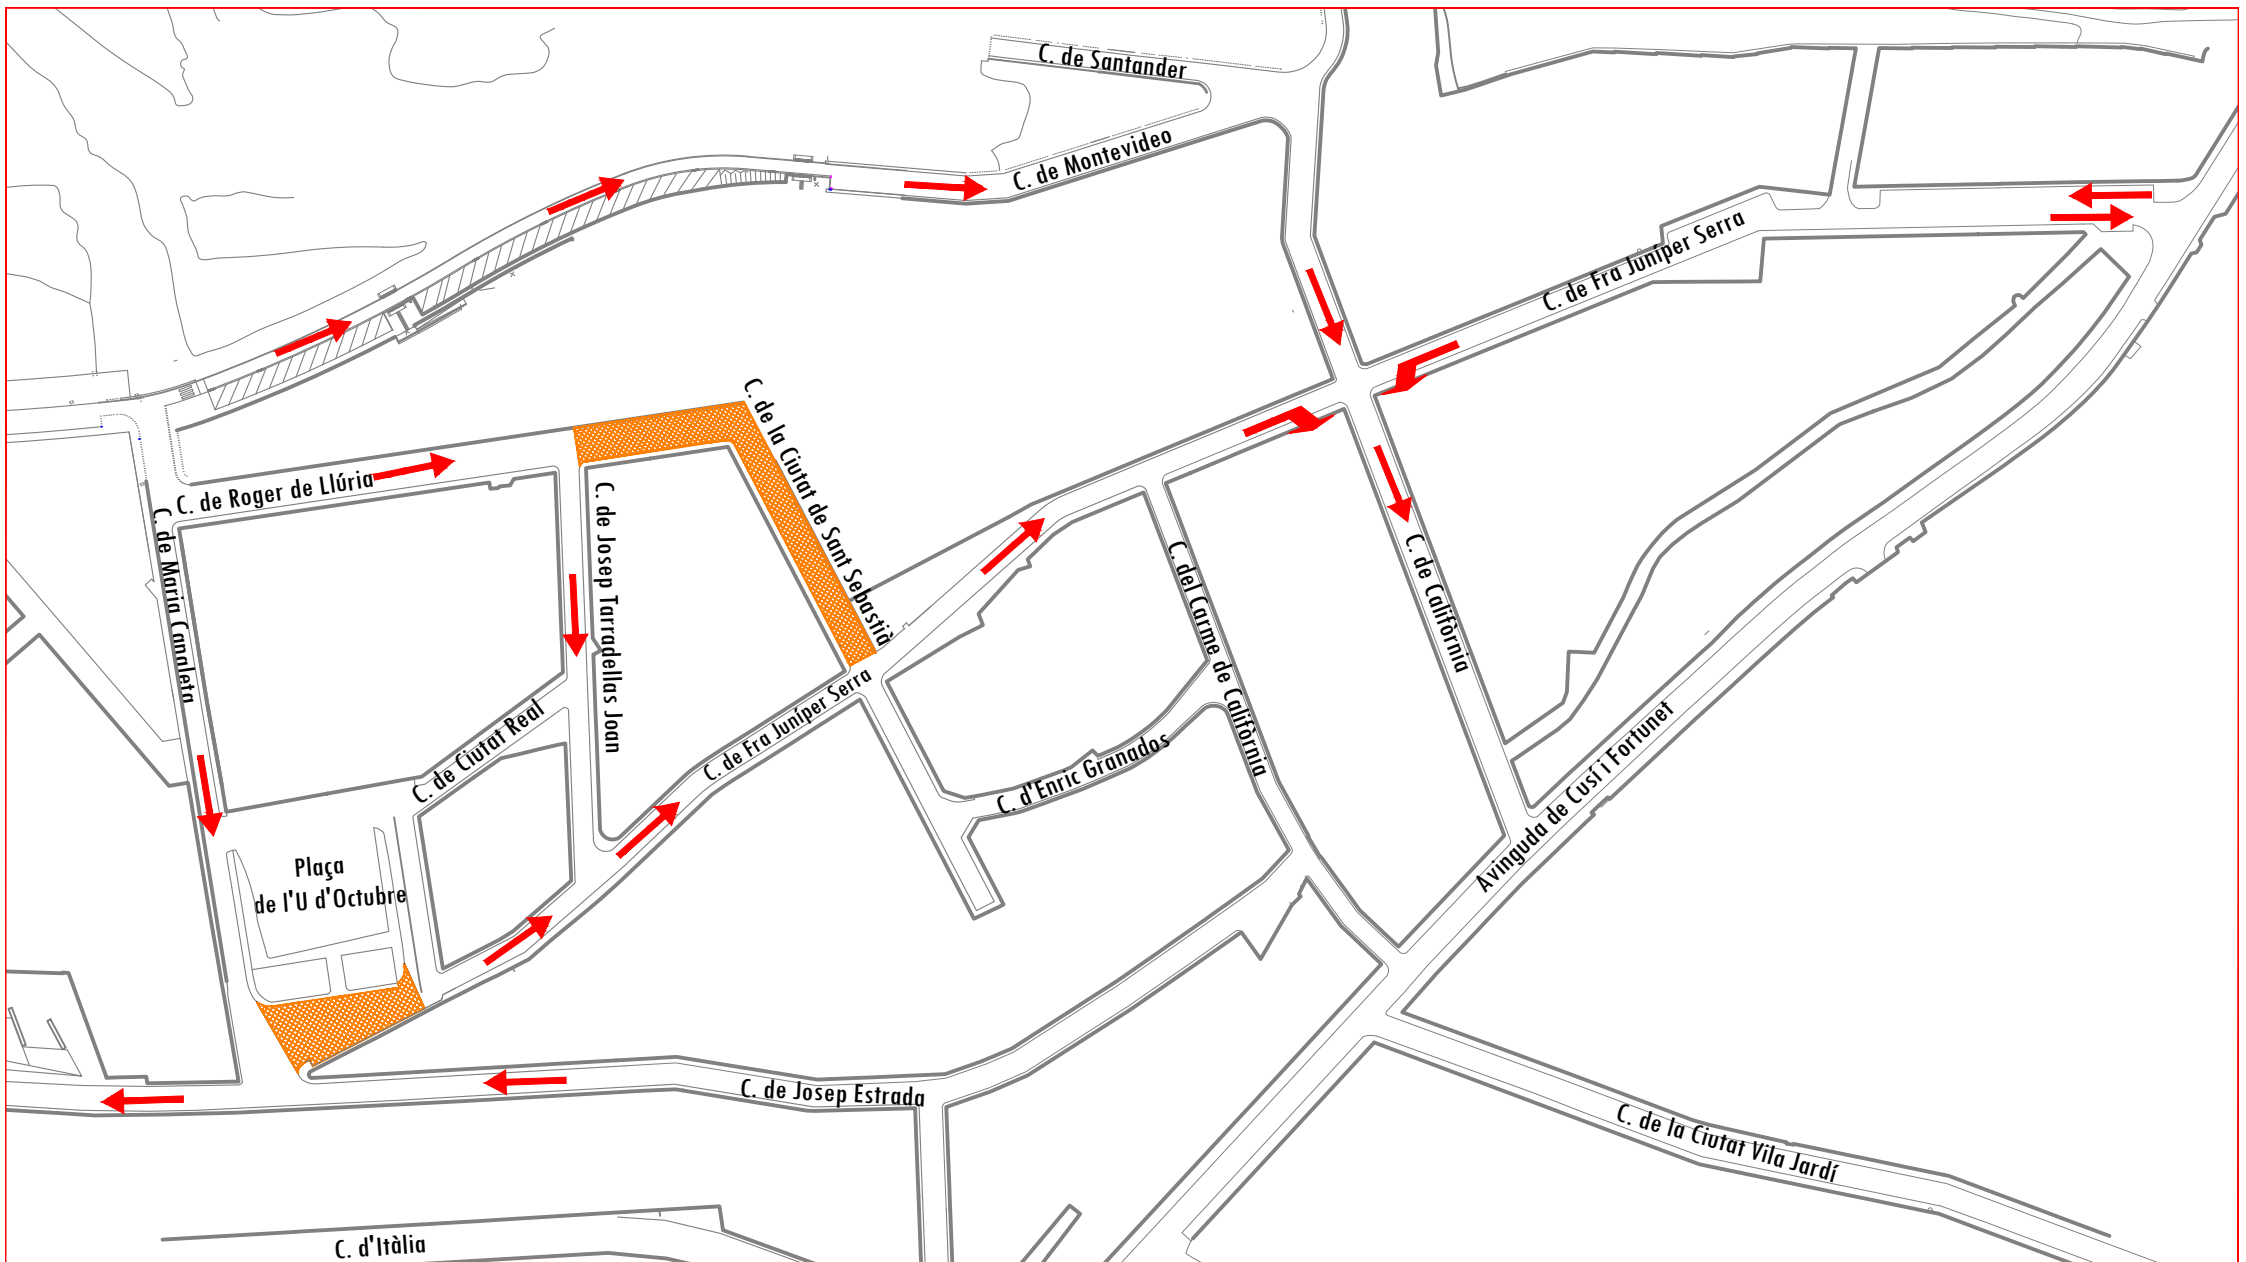 C. de Santander
C. de Montevideo
C. de Fra Juníper Serra
C. de la Ciutat de Sant Sebastià
C. de Roger de Llúria
C. de Maria Canaleta
C. de Josep Tarradellas Joan
C. del Carme de Califòrnia
C. de Califòrnia
C. de Fra Juníper Serra
C. de Ciutat Real
C. d'Enric Granados
Avinguda de Cusí i Fortunet
Plaça
de l'U d'Octubre
C. de Josep Estrada
C. de la Ciutat Vila Jardí
C. d'Itàlia